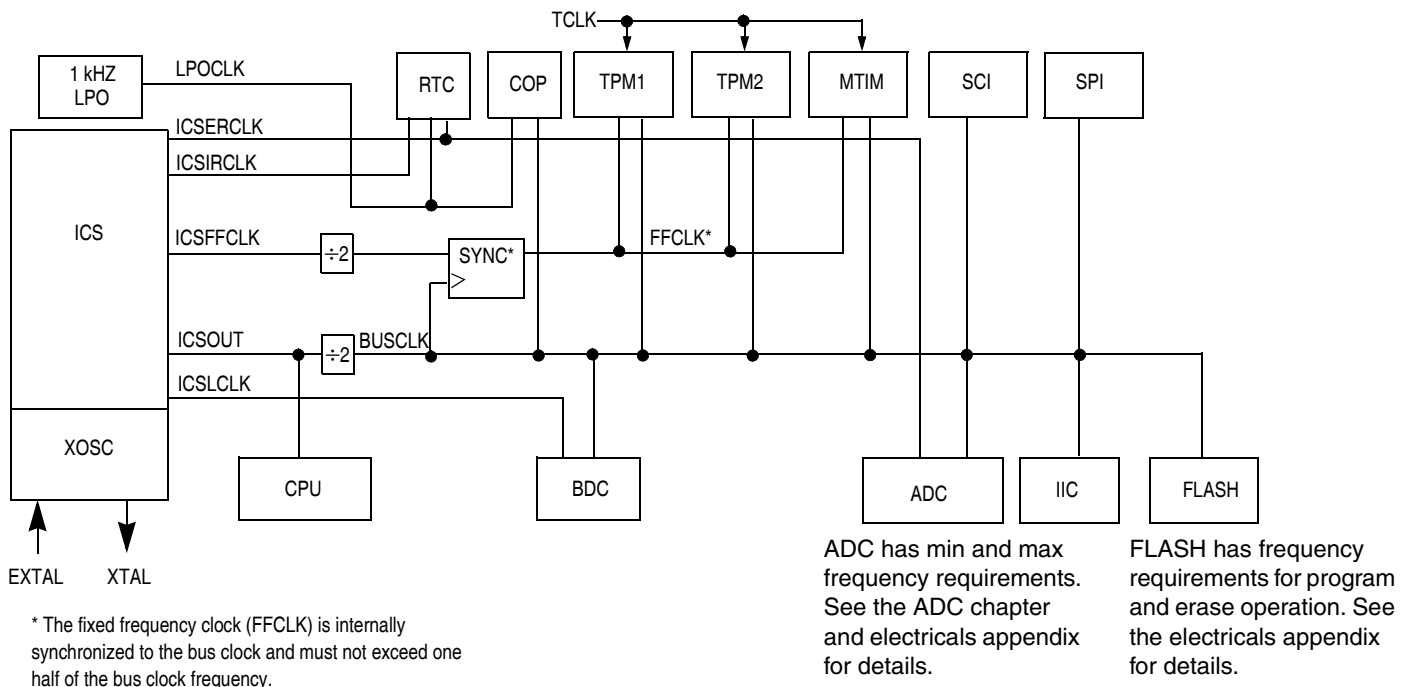 TCLK
1 kHZ
LPO
LPOCLK
RTC
COP
TPM1
TPM2
MTIM
SCI
SPI
ICSERCLK
ICSIRCLK
ICS
ICSFFCLK
÷2
SYNC*
FFCLK*
ICSOUT
÷2
BUSCLK
ICSLCLK
XOSC
CPU
BDC
ADC
IIC
FLASH
EXTAL
XTAL
ADC has min and max
frequency requirements.
See the ADC chapter
and electricals appendix
for details.
FLASH has frequency
requirements for program
and erase operation. See
the electricals appendix
for details.
* The fixed frequency clock (FFCLK) is internally
synchronized to the bus clock and must not exceed one
half of the bus clock frequency.